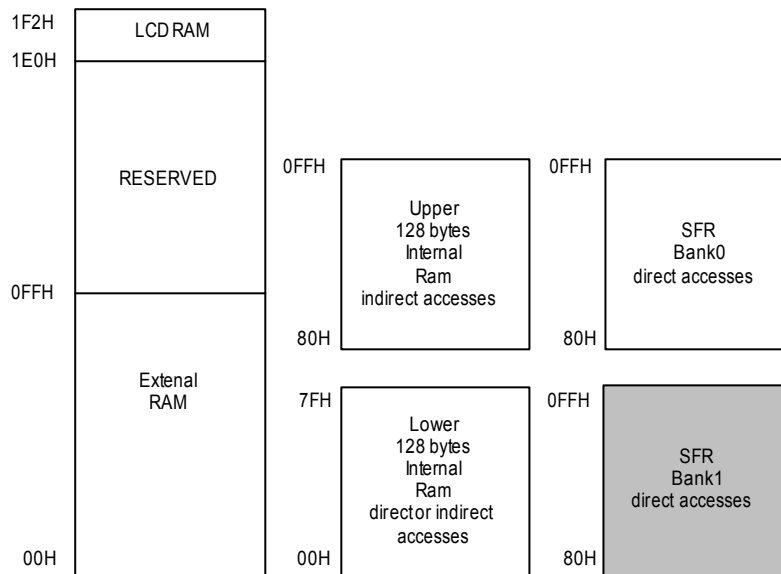 1F2H
LCD RAM
1E0H
RESERVED
0FFH
Extenal
RAM
00H
0FFH
Upper
128 bytes
Internal
Ram
indirect accesses
80H
7FH
Lower
128 bytes
Internal
Ram
director indirect
accesses
00H
0FFH
SFR
Bank0
direct accesses
80H
0FFH
SFR
Bank1
direct accesses
80H